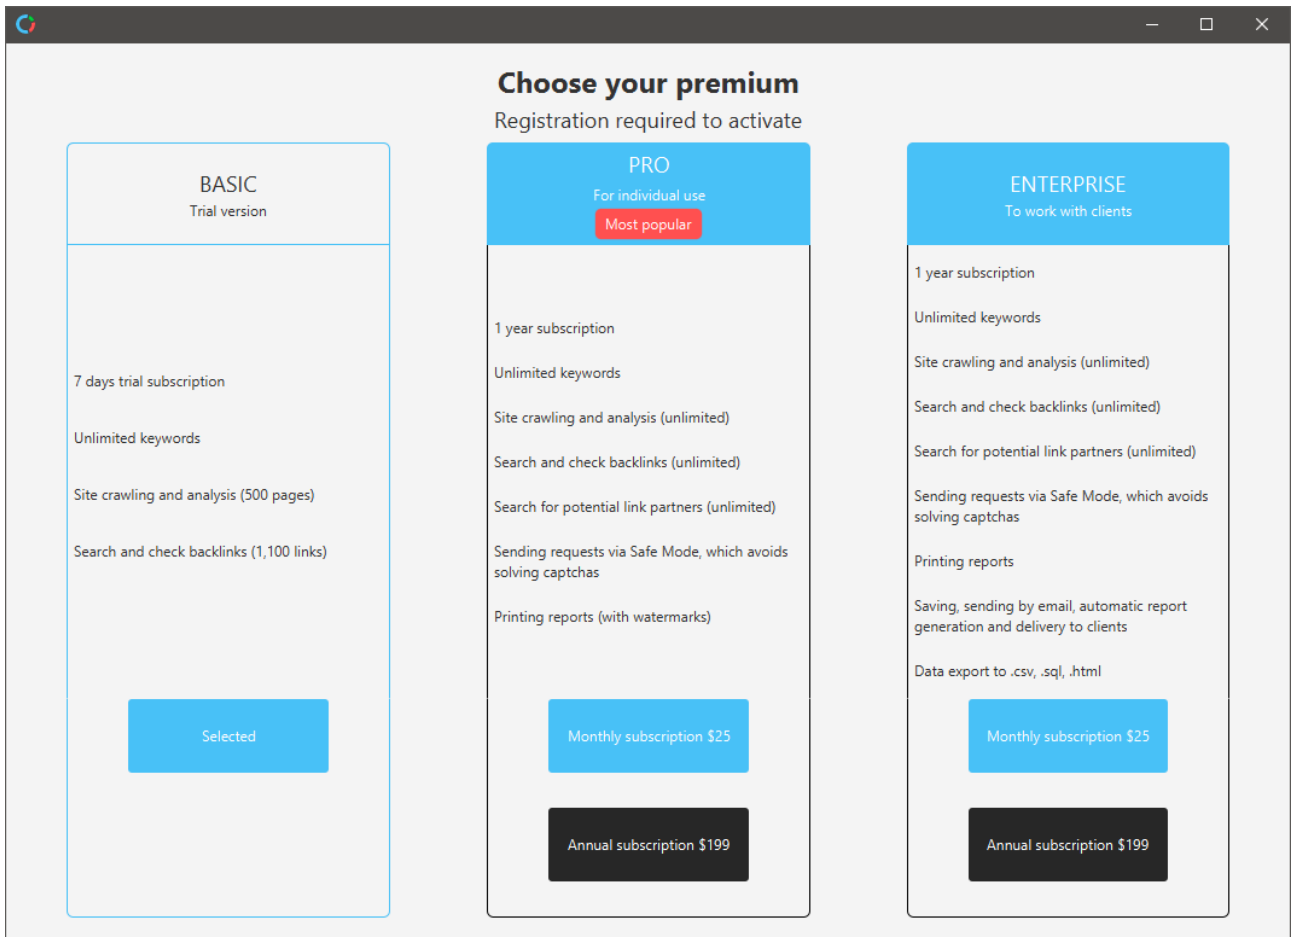 Choose your premium
Registration required to activate
BASIC
Trial version
7 days trial subscription
Unlimited keywords
Site crawling and analysis (500 pages)
Search and check backlinks (1,100 links)
Selected
PRO
For individual use
Most popular
1 year subscription
Unlimited keywords
Site crawling and analysis (unlimited)
Search and check backlinks (unlimited)
Search for potential link partners (unlimited)
Sending requests via Safe Mode, which avoids
solving captchas
Printing reports (with watermarks)
Monthly subscription $25
Annual subscription $199
ENTERPRISE
To work with clients
1 year subscription
Unlimited keywords
Site crawling and analysis (unlimited)
Search and check backlinks (unlimited)
Search for potential link partners (unlimited)
Sending requests via Safe Mode, which avoids
solving captchas
Printing reports
Saving, sending by email, automatic report
generation and delivery to clients
Data export to .csv, .sql, .html
Monthly subscription $25
Annual subscription $199